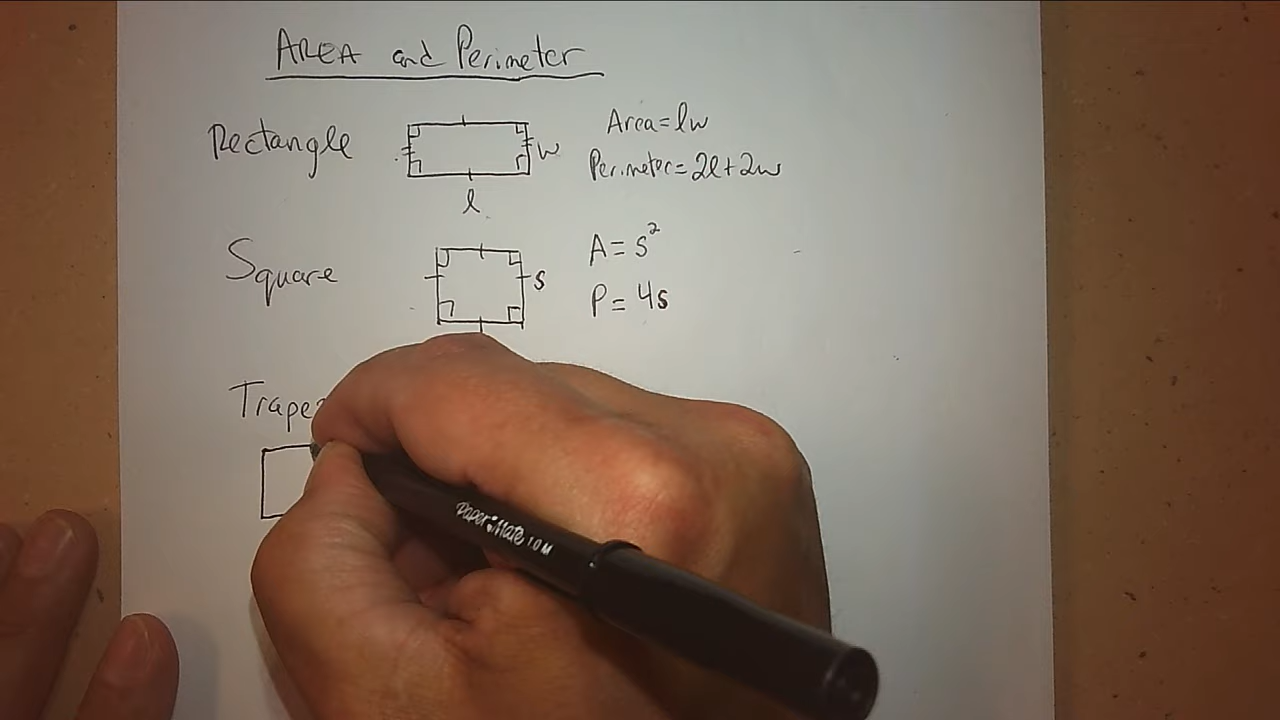 AREA and Perimeter
Rectangle
w
l
Area = lw
Perimeter = 2l + 2w
Square
s
A = s²
P = 4s
Trape
Paper:Mate 1.0 M